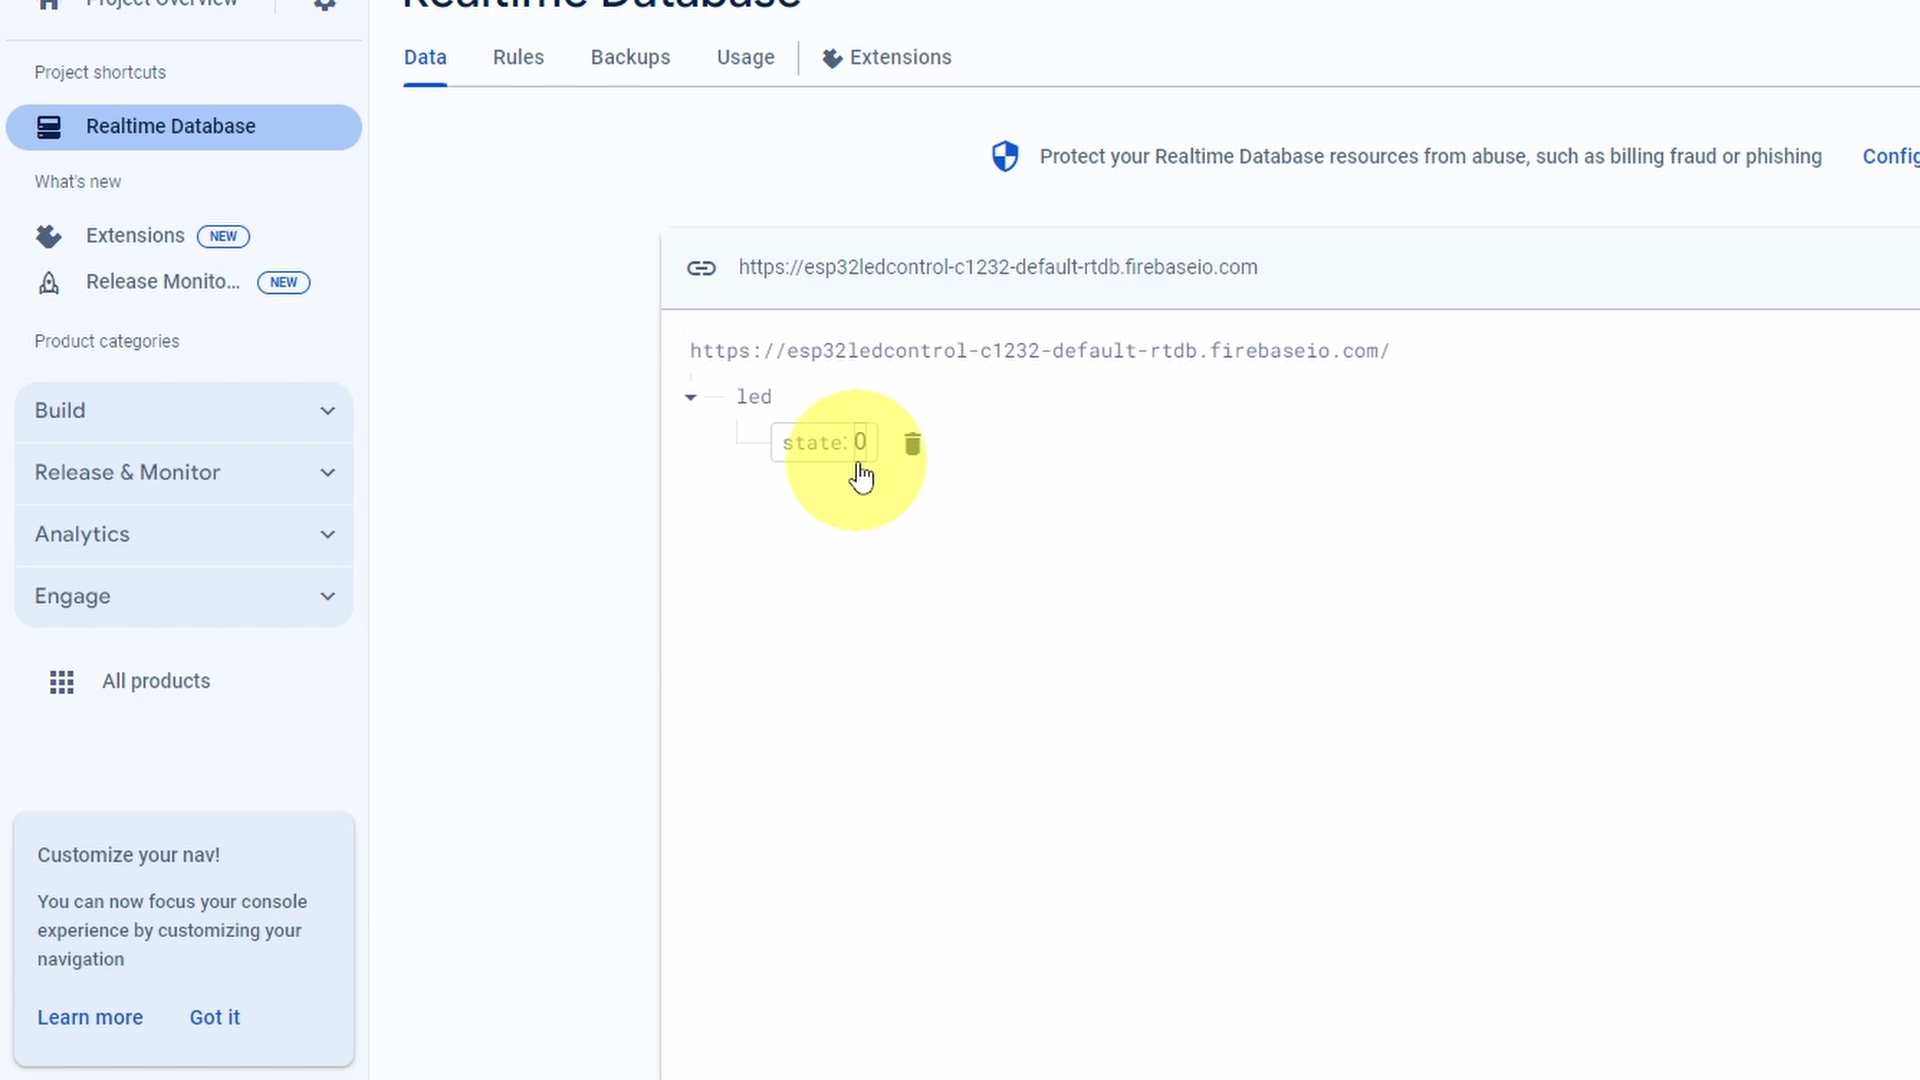 Project Overview
Realtime Database
Project shortcuts
Realtime Database
What's new
Extensions NEW
Release Monito... NEW
Product categories
Build
Release & Monitor
Analytics
Engage
All products
Customize your nav!
You can now focus your console
experience by customizing your
navigation
Learn more Got it
Data Rules Backups Usage Extensions
Protect your Realtime Database resources from abuse, such as billing fraud or phishing Config
https://esp32ledcontrol-c1232-default-rtdb.firebaseio.com
https://esp32ledcontrol-c1232-default-rtdb.firebaseio.com/
led
state: 0